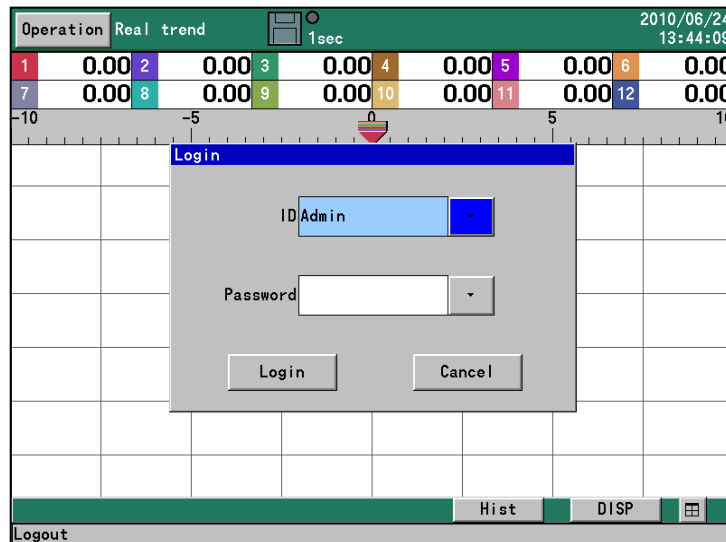 Operation Real trend 1sec 2010/06/24
13:44:09
1 0.00 2 0.00 3 0.00 4 0.00 5 0.00 6 0.00
7 0.00 8 0.00 9 0.00 10 0.00 11 0.00 12 0.00
-10 -5 0 5 10
Login
ID Admin
Password
Login Cancel
Hist DISP
Logout